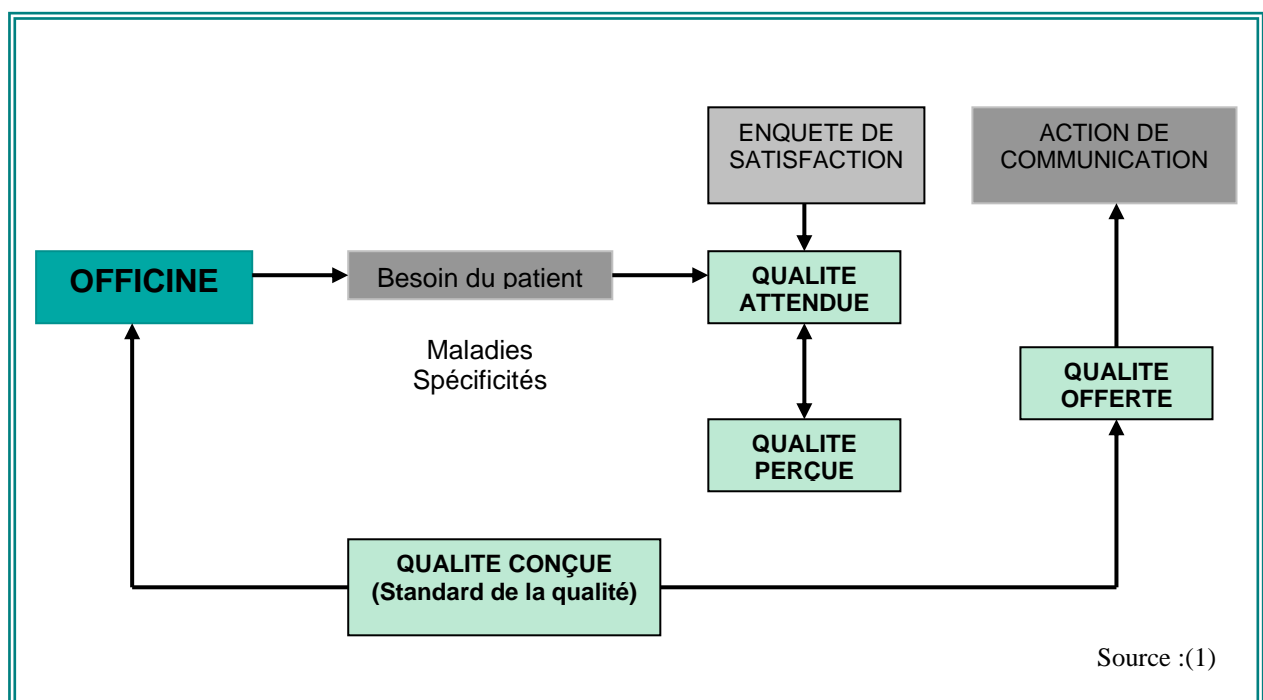 ENQUETE DE
SATISFACTION
ACTION DE
COMMUNICATION
OFFICINE
Besoin du patient
QUALITE
ATTENDUE
Maladies
Spécificités
QUALITE
OFFERTE
QUALITE
PERÇUE
QUALITE CONÇUE
(Standard de la qualité)
Source :(1)